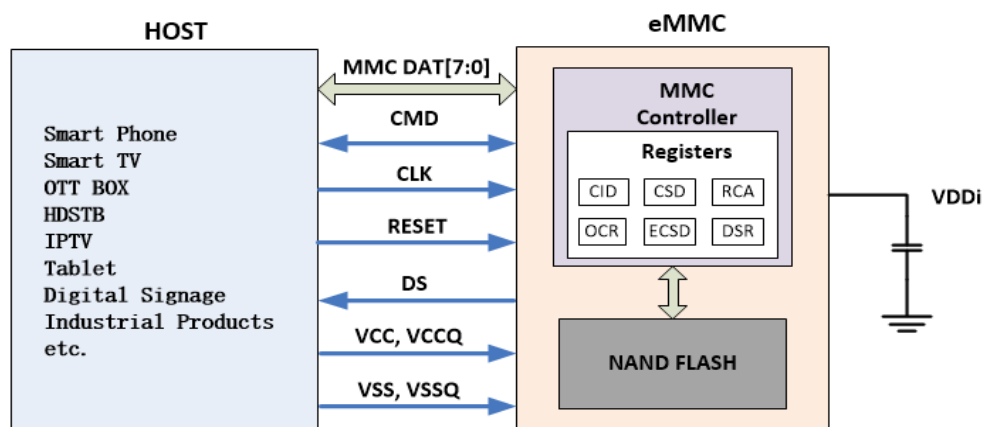 HOST
eMMC
MMC DAT[7:0]
CMD
CLK
RESET
DS
VCC, VCCQ
VSS, VSSQ
Smart Phone
Smart TV
OTT BOX
HDSTB
IPTV
Tablet
Digital Signage
Industrial Products
etc.
MMC
Controller
Registers
CID CSD RCA
OCR ECSD DSR
NAND FLASH
VDDi